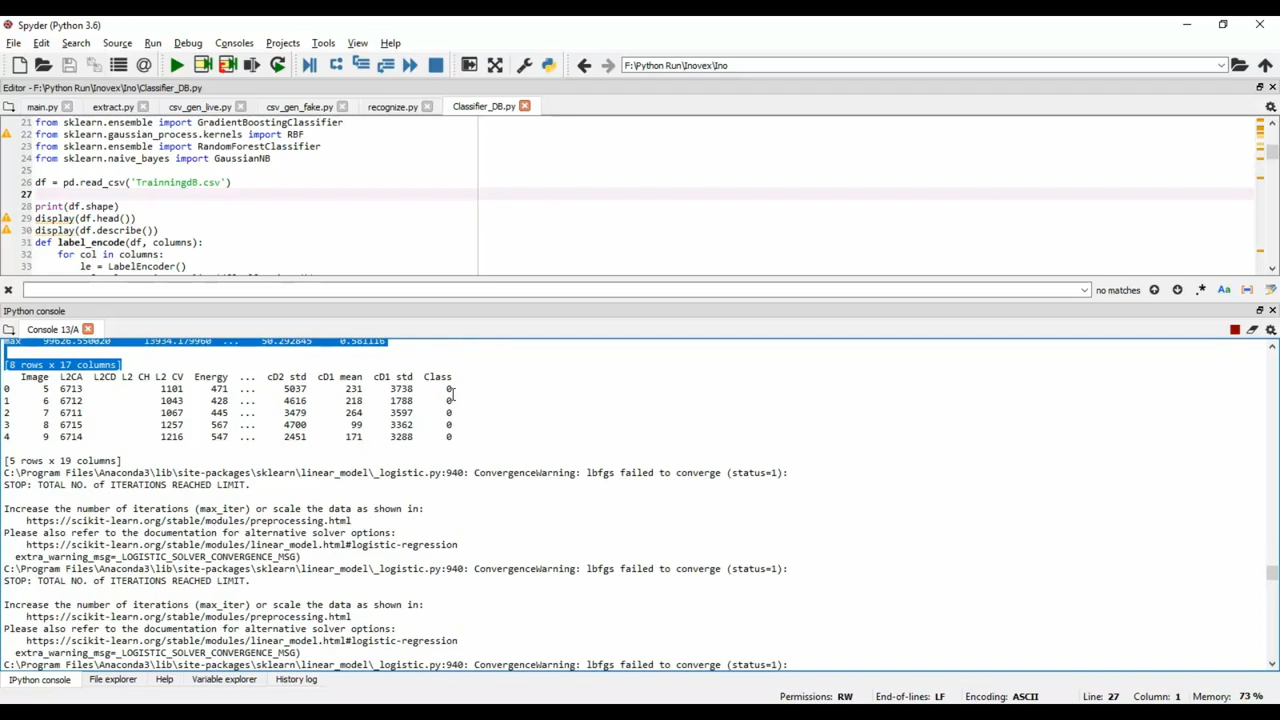 Spyder (Python 3.6)
File Edit Search Source Run Debug Consoles Projects Tools View Help
F:\Python Run\Inovex\Ino
Editor - F:\Python Run\Inovex\Ino\Classifier_DB.py
main.py extract.py csv_gen_live.py csv_gen_fake.py recognize.py Classifier_DB.py
21 from sklearn.ensemble import GradientBoostingClassifier
22 from sklearn.gaussian_process.kernels import RBF
23 from sklearn.ensemble import RandomForestClassifier
24 from sklearn.naive_bayes import GaussianNB
25
26 df = pd.read_csv('TrainningdB.csv')
27
28 print(df.shape)
29 display(df.head())
30 display(df.describe())
31 def label_encode(df, columns):
32 for col in columns:
33 le = LabelEncoder()
no matches .* Aa
IPython console
Console 13/A
max 99626.550020 13934.179960 ... 50.292845 0.581116
[8 rows x 17 columns]
Image L2CA L2CD L2 CH L2 CV Energy ... cD2 std cD1 mean cD1 std Class
0 5 6713 1101 471 ... 5037 231 3738 0
1 6 6712 1043 428 ... 4616 218 1788 0
2 7 6711 1067 445 ... 3479 264 3597 0
3 8 6715 1257 567 ... 4700 99 3362 0
4 9 6714 1216 547 ... 2451 171 3288 0
[5 rows x 19 columns]
C:\Program Files\Anaconda3\lib\site-packages\sklearn\linear_model\_logistic.py:940: ConvergenceWarning: lbfgs failed to converge (status=1):
STOP: TOTAL NO. of ITERATIONS REACHED LIMIT.
Increase the number of iterations (max_iter) or scale the data as shown in:
https://scikit-learn.org/stable/modules/preprocessing.html
Please also refer to the documentation for alternative solver options:
https://scikit-learn.org/stable/modules/linear_model.html#logistic-regression
extra_warning_msg=_LOGISTIC_SOLVER_CONVERGENCE_MSG)
C:\Program Files\Anaconda3\lib\site-packages\sklearn\linear_model\_logistic.py:940: ConvergenceWarning: lbfgs failed to converge (status=1):
STOP: TOTAL NO. of ITERATIONS REACHED LIMIT.
Increase the number of iterations (max_iter) or scale the data as shown in:
https://scikit-learn.org/stable/modules/preprocessing.html
Please also refer to the documentation for alternative solver options:
https://scikit-learn.org/stable/modules/linear_model.html#logistic-regression
extra_warning_msg=_LOGISTIC_SOLVER_CONVERGENCE_MSG)
C:\Program Files\Anaconda3\lib\site-packages\sklearn\linear_model\_logistic.py:940: ConvergenceWarning: lbfgs failed to converge (status=1):
IPython console File explorer Help Variable explorer History log
Permissions: RW End-of-lines: LF Encoding: ASCII Line: 27 Column: 1 Memory: 73 %